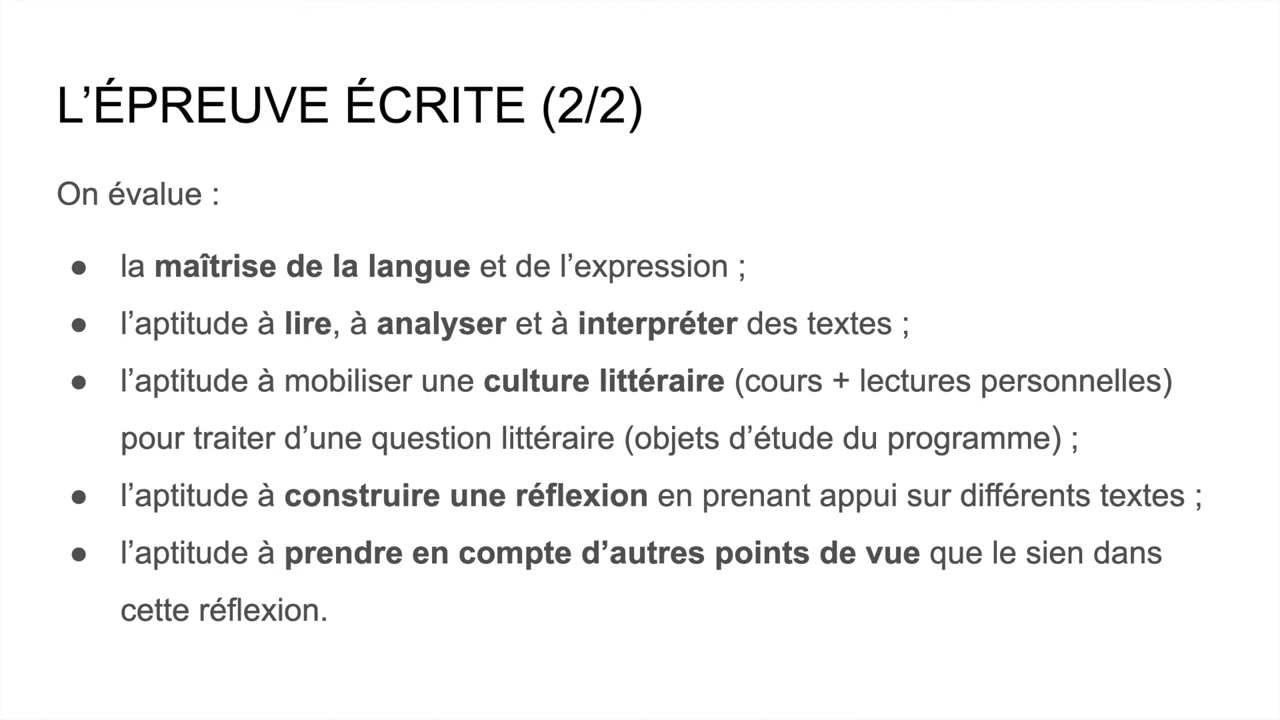 L’ÉPREUVE ÉCRITE (2/2)
On évalue :
● la maîtrise de la langue et de l’expression ;
● l’aptitude à lire, à analyser et à interpréter des textes ;
● l’aptitude à mobiliser une culture littéraire (cours + lectures personnelles)
pour traiter d’une question littéraire (objets d’étude du programme) ;
● l’aptitude à construire une réflexion en prenant appui sur différents textes ;
● l’aptitude à prendre en compte d’autres points de vue que le sien dans
cette réflexion.